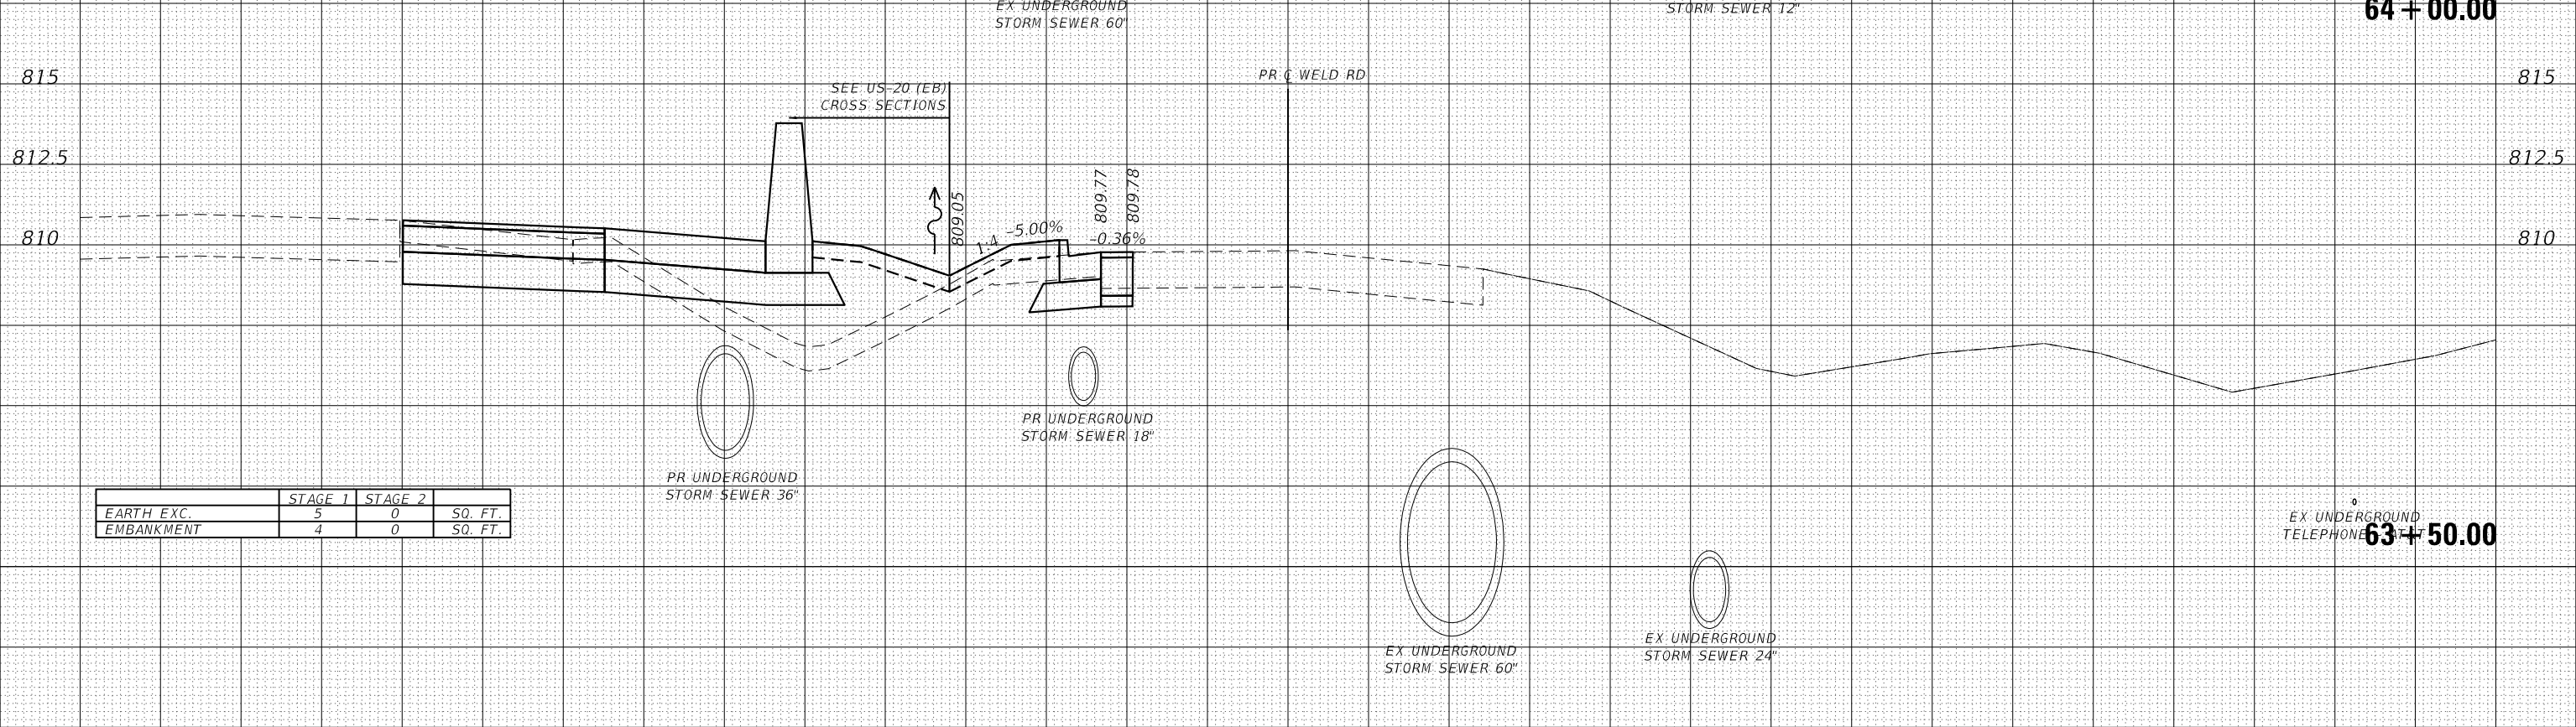 EX UNDERGROUND
STORM SEWER 60"
STORM SEWER 12"
64+00.00
815
SEE US-20 (EB)
CROSS SECTIONS
PR ℄ WELD RD
815
812.5
812.5
810
809.05
1:4
-5.00%
809.77
809.78
-0.36%
810
PR UNDERGROUND
STORM SEWER 18"
PR UNDERGROUND
STORM SEWER 36"
STAGE 1 STAGE 2
EARTH EXC. 5 0 SQ. FT.
EMBANKMENT 4 0 SQ. FT.
EX UNDERGROUND
TELEPHONE
63+50.00
EX UNDERGROUND
STORM SEWER 24"
EX UNDERGROUND
STORM SEWER 60"